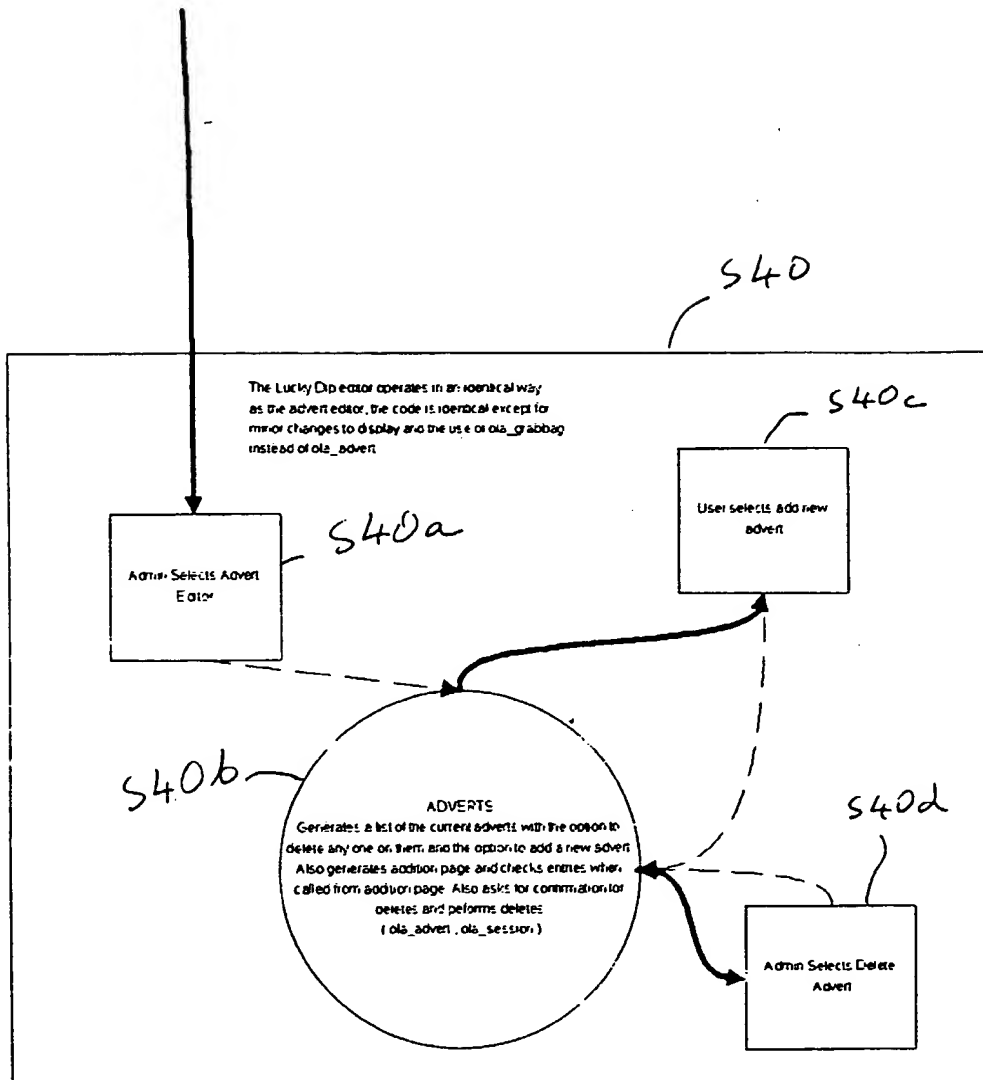 S40
The Lucky Dip editor operates in an identical way
as the advert editor, the code is identical except for
minor changes to display and the use of ola_grabbag
instead of ola_advert
S40c
User selects add new
advert
S40a
Admin Selects Advert
Editor
S40b
ADVERTS
Generates a list of the current adverts with the option to
delete any one on them and the option to add a new advert
Also generates addition page and checks entries when
called from addition page. Also asks for confirmation for
deletes and peforms deletes
( ola_advert , ola_session )
S40d
Admin Selects Delete
Advert